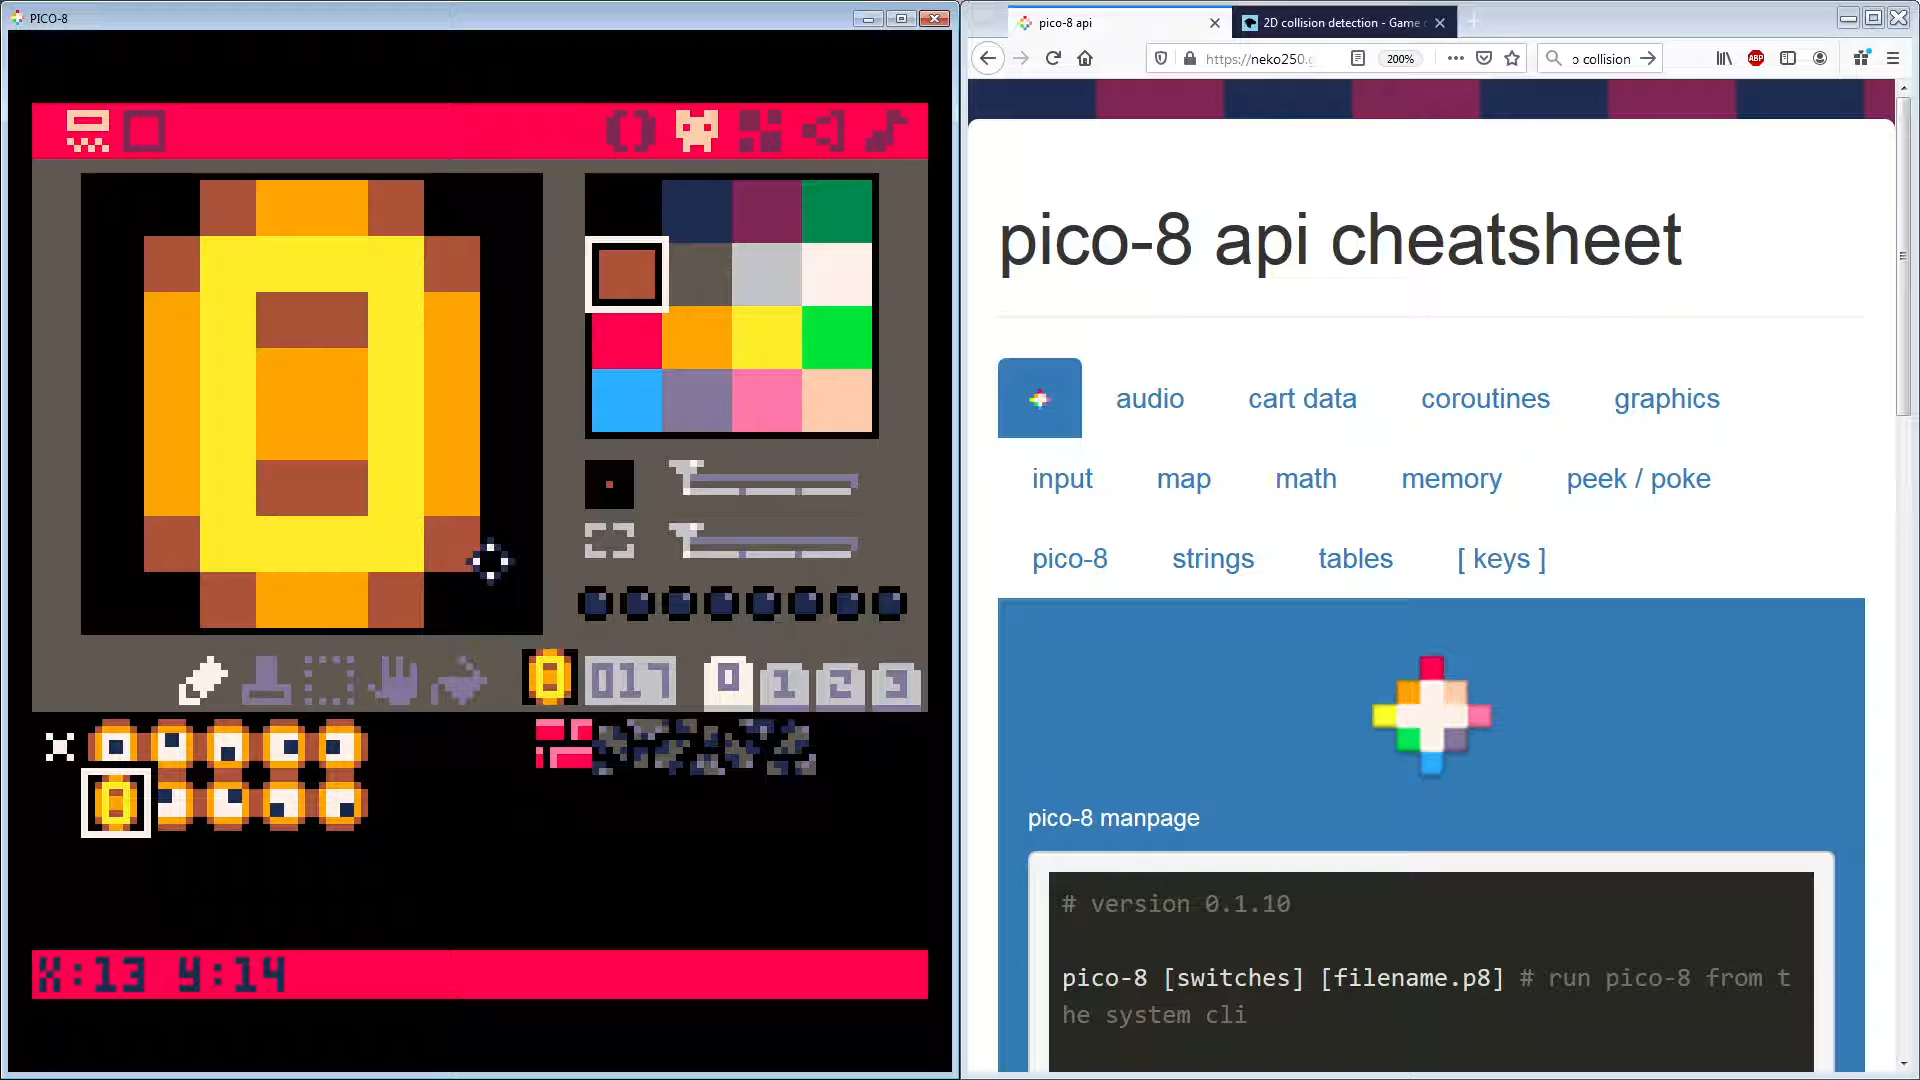 PICO-8
017
0 1 2 3
X:13 Y:14
pico-8 api
2D collision detection - Game
https://neko250.
200%
o collision
ABP
pico-8 api cheatsheet
audio cart data coroutines graphics
input map math memory peek / poke
pico-8 strings tables [ keys ]
pico-8 manpage
# version 0.1.10
pico-8 [switches] [filename.p8] # run pico-8 from t
he system cli